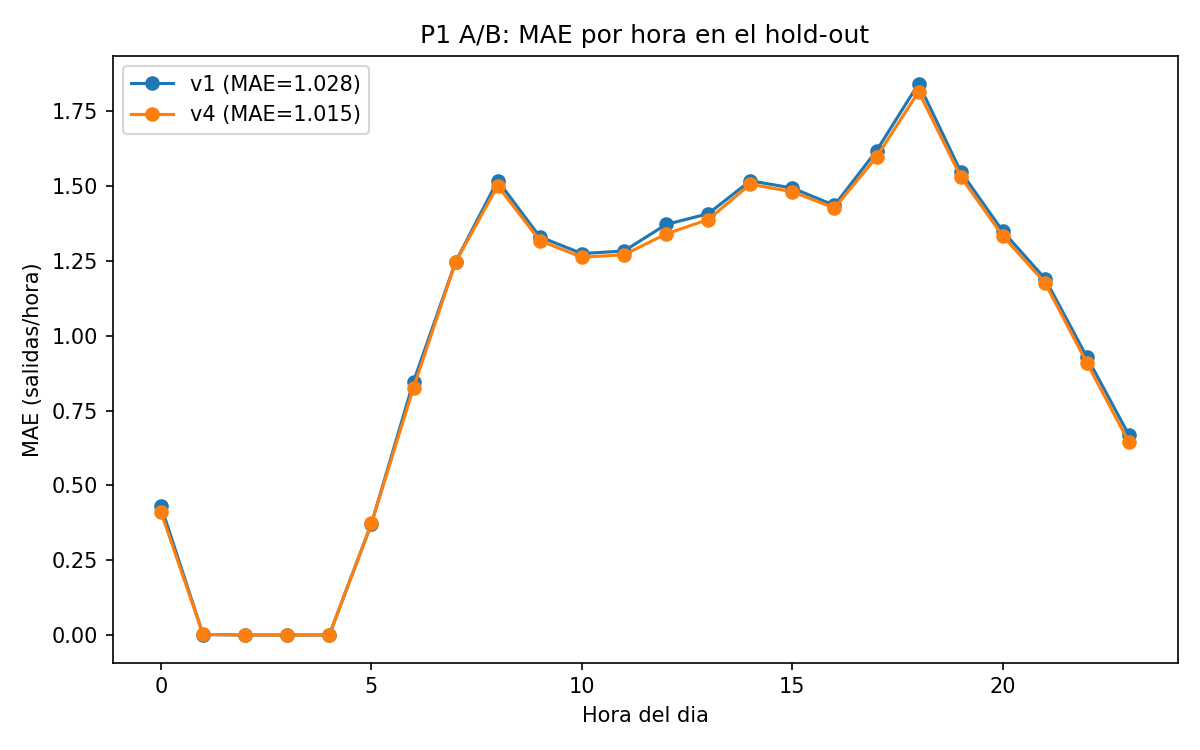 P1 A/B: MAE por hora en el hold-out
v1 (MAE=1.028)
v4 (MAE=1.015)
MAE (salidas/hora)
1.75
1.50
1.25
1.00
0.75
0.50
0.25
0.00
0 5 10 15 20
Hora del dia